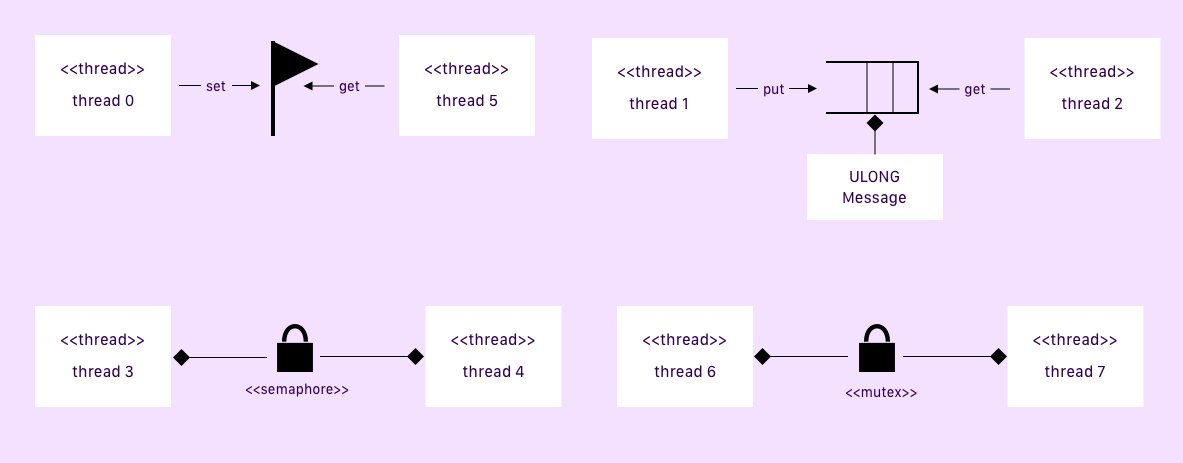 <<thread>>
thread 0
set
get
<<thread>>
thread 5
<<thread>>
thread 1
put
get
<<thread>>
thread 2
ULONG
Message
<<thread>>
thread 3
<<semaphore>>
<<thread>>
thread 4
<<thread>>
thread 6
<<mutex>>
<<thread>>
thread 7